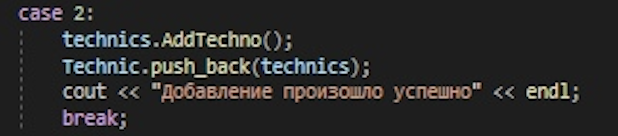 case 2:
technics.AddTechno();
Technic.push_back(technics);
cout << "Добавление произошло успешно" << endl;
break;